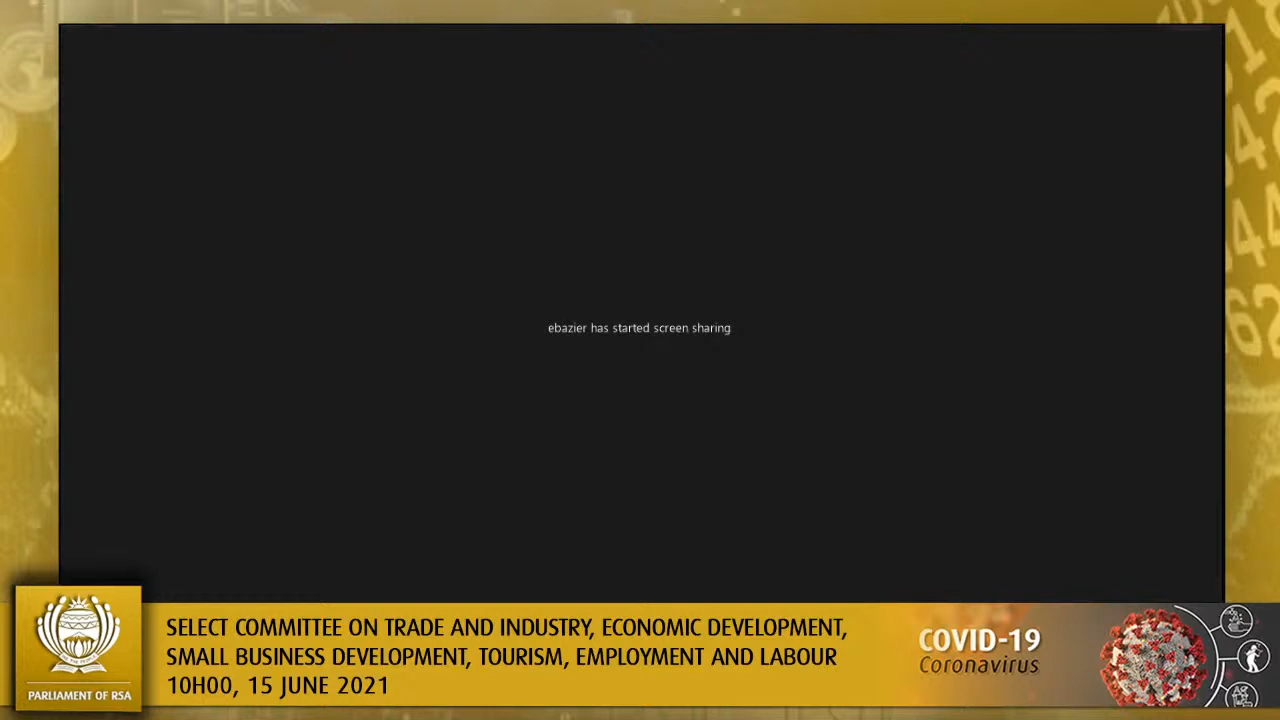 ebazier has started screen sharing
SELECT COMMITTEE ON TRADE AND INDUSTRY, ECONOMIC DEVELOPMENT,
SMALL BUSINESS DEVELOPMENT, TOURISM, EMPLOYMENT AND LABOUR
10H00, 15 JUNE 2021
PARLIAMENT OF RSA
COVID-19
Coronavirus